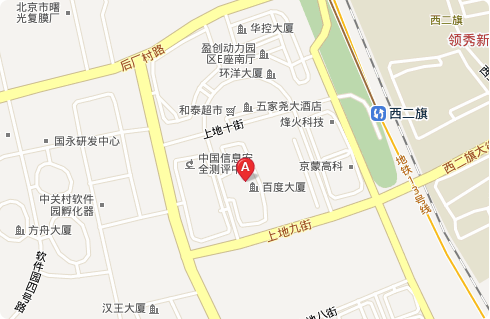 北京市曙
光复膜厂
华控大厦
西二旗
领秀新
后厂村路
盈创动力园
区E座南厅
环洋大厦
和泰超市
五家尧大酒店
西二旗
上地十街
烽火科技
国永研发中心
中国信息安
全测评中
A
京蒙高科
西二旗大
地铁13号线
百度大厦
中关村软件
园孵化器
方舟大厦
上地九街
软件园四号路
汉王大厦
地八街